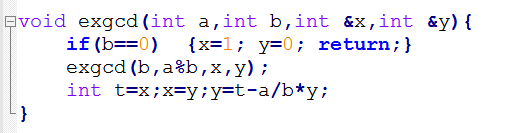 void exgcd(int a,int b,int &x,int &y){
if(b==0)  {x=1; y=0; return;}
exgcd(b,a%b,x,y);
int t=x;x=y;y=t-a/b*y;
}